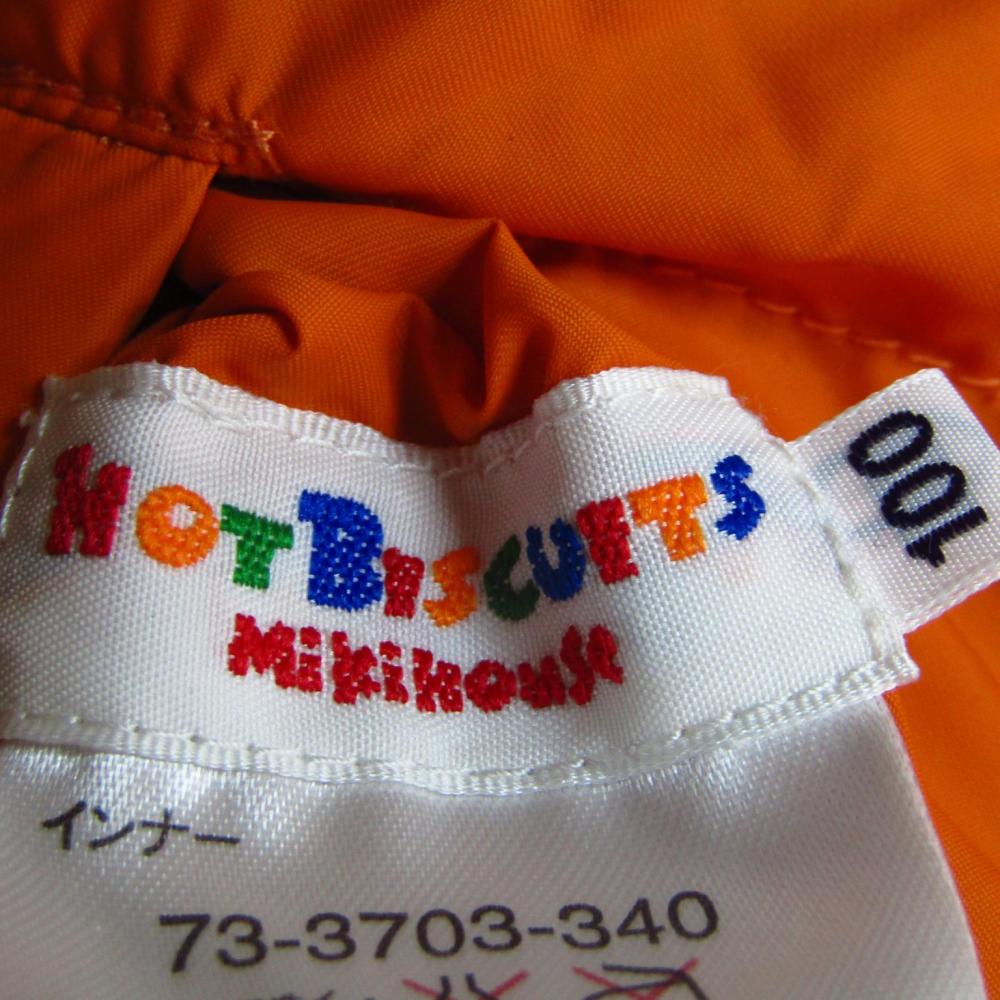 HOT BISCUITS
Mikihouse
100
インナー
73-3703-340